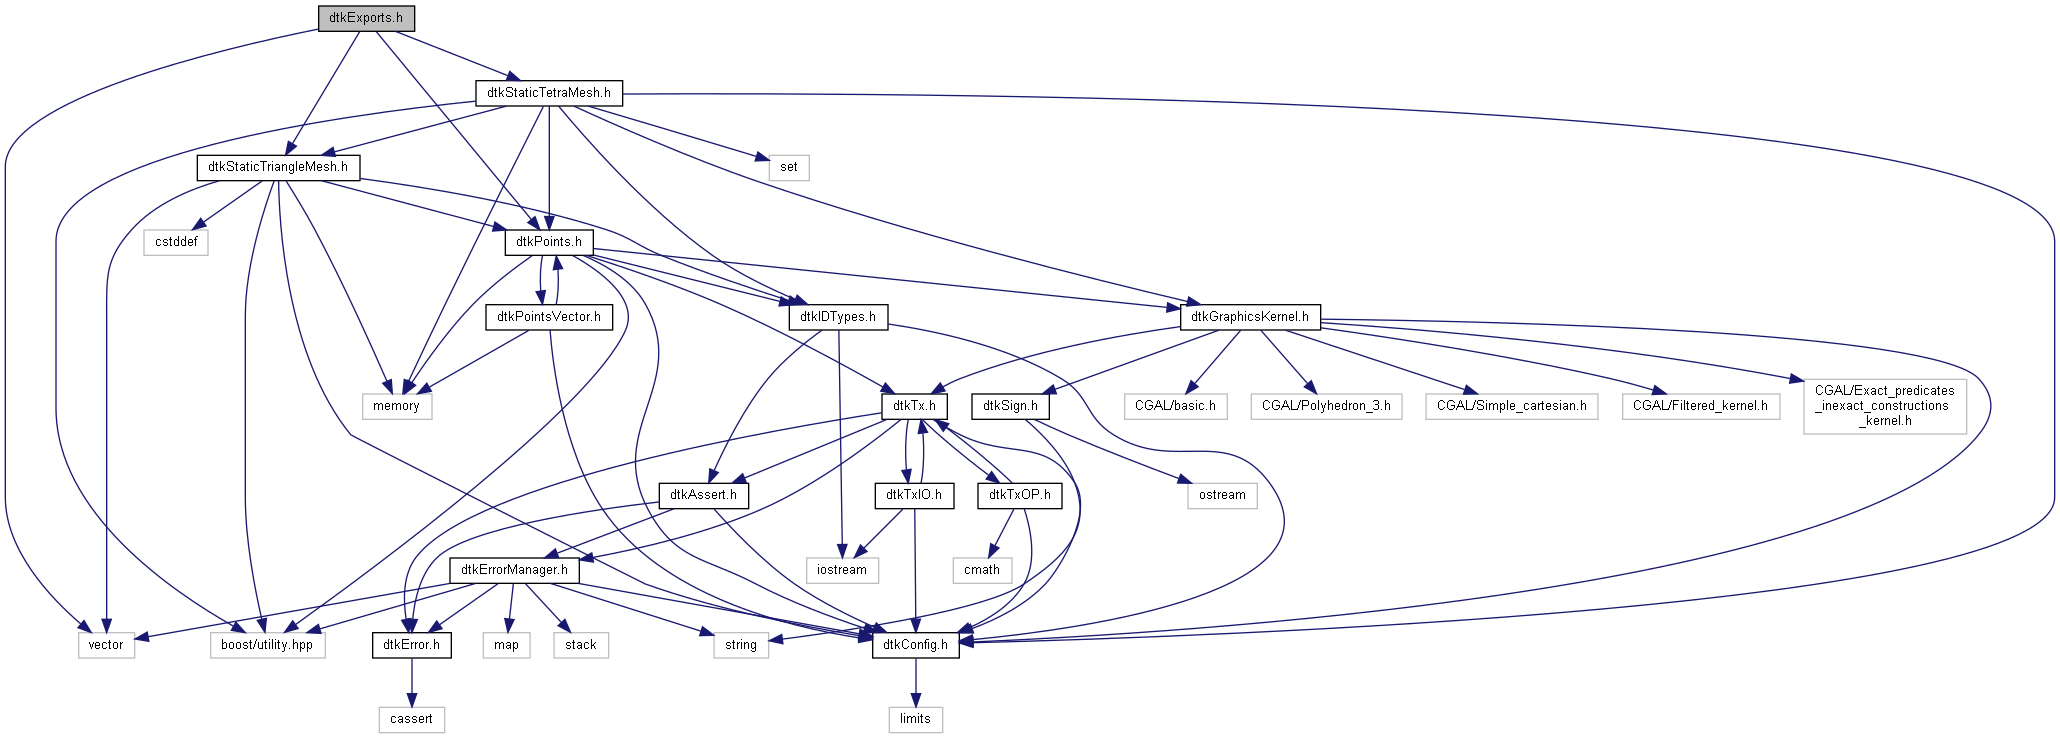 dtkExports.h
dtkStaticTetraMesh.h
dtkStaticTriangleMesh.h
set
cstddef
dtkPoints.h
dtkPointsVector.h
dtkIDTypes.h
dtkGraphicsKernel.h
memory
dtkTx.h
dtkSign.h
CGAL/basic.h
CGAL/Polyhedron_3.h
CGAL/Simple_cartesian.h
CGAL/Filtered_kernel.h
CGAL/Exact_predicates
_inexact_constructions
_kernel.h
dtkAssert.h
dtkTxIO.h
dtkTxOP.h
ostream
dtkErrorManager.h
iostream
cmath
vector
boost/utility.hpp
dtkError.h
map
stack
string
dtkConfig.h
cassert
limits